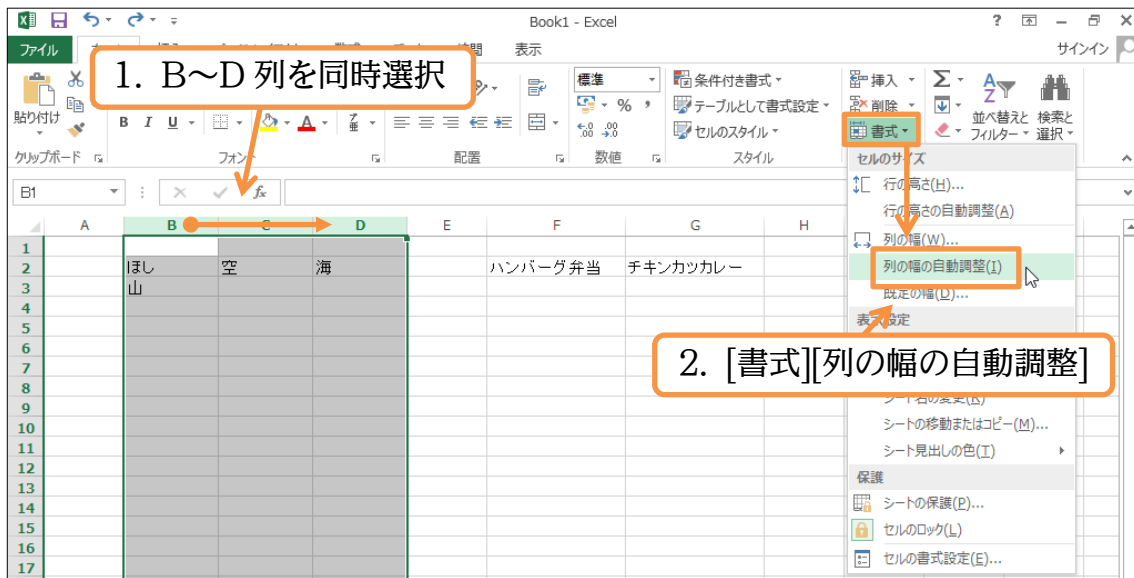 Book1 - Excel
ファイル
表示
サインイン
1. B～D 列を同時選択
標準
条件付き書式
テーブルとして書式設定
セルのスタイル
挿入
削除
書式
並べ替えと
フィルター
検索と
選択
貼り付け
B I U
A
% ,
クリップボード
フォント
配置
数値
スタイル
B1
fx
セルのサイズ
行の高さ(H)...
行の高さの自動調整(A)
列の幅(W)...
列の幅の自動調整(I)
既定の幅(D)...
表示設定
2. [書式][列の幅の自動調整]
シート名の変更(R)
シートの移動またはコピー(M)...
シート見出しの色(T)
保護
シートの保護(P)...
セルのロック(L)
セルの書式設定(E)...
A B C D E F G H
1
2 ほし 空 海 ハンバーグ弁当 チキンカツカレー
3 山
4
5
6
7
8
9
10
11
12
13
14
15
16
17